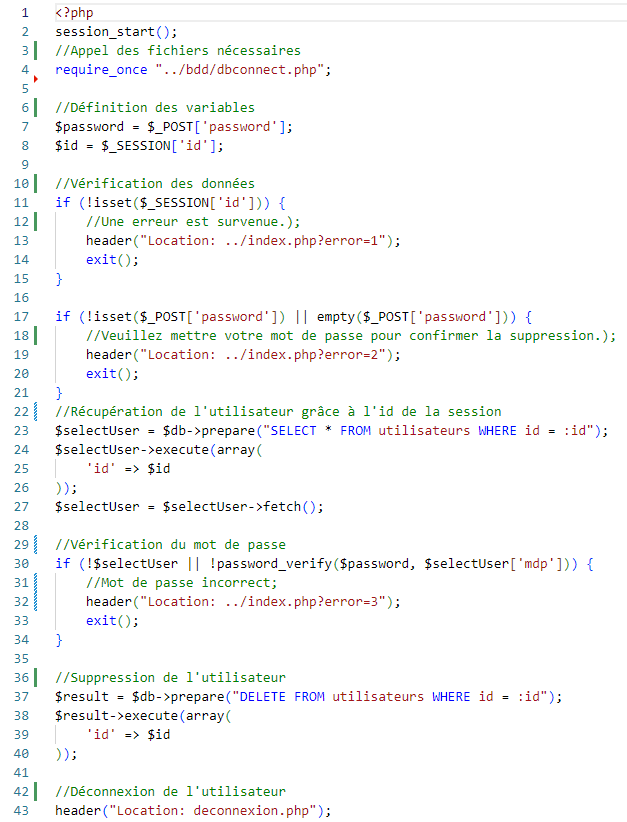 1 <?php
2 session_start();
3 //Appel des fichiers nécessaires
4 require_once "../bdd/dbconnect.php";
5
6 //Définition des variables
7 $password = $_POST['password'];
8 $id = $_SESSION['id'];
9
10 //Vérification des données
11 if (!isset($_SESSION['id'])) {
12     //Une erreur est survenue.);
13     header("Location: ../index.php?error=1");
14     exit();
15 }
16
17 if (!isset($_POST['password']) || empty($_POST['password'])) {
18     //Veuillez mettre votre mot de passe pour confirmer la suppression.);
19     header("Location: ../index.php?error=2");
20     exit();
21 }
22 //Récupération de l'utilisateur grâce à l'id de la session
23 $selectUser = $db->prepare("SELECT * FROM utilisateurs WHERE id = :id");
24 $selectUser->execute(array(
25     'id' => $id
26 ));
27 $selectUser = $selectUser->fetch();
28
29 //Vérification du mot de passe
30 if (!$selectUser || !password_verify($password, $selectUser['mdp'])) {
31     //Mot de passe incorrect;
32     header("Location: ../index.php?error=3");
33     exit();
34 }
35
36 //Suppression de l'utilisateur
37 $result = $db->prepare("DELETE FROM utilisateurs WHERE id = :id");
38 $result->execute(array(
39     'id' => $id
40 ));
41
42 //Déconnexion de l'utilisateur
43 header("Location: deconnexion.php");